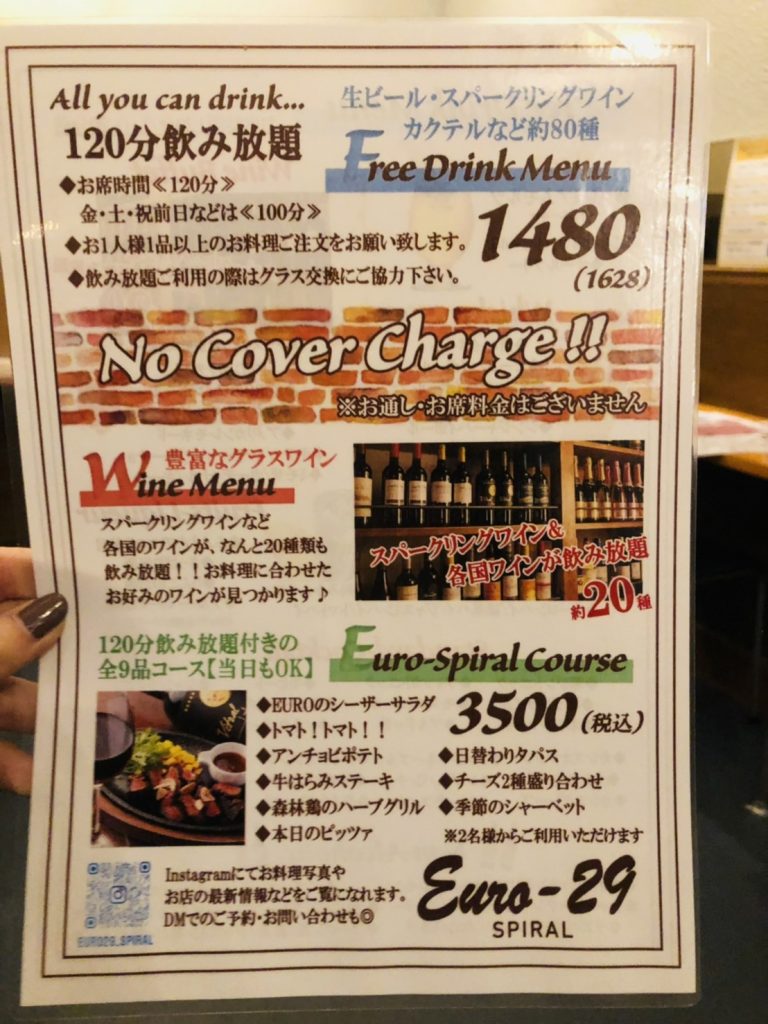 All you can drink...
120分飲み放題
生ビール・スパークリングワイン
カクテルなど約80種
Free Drink Menu
◆お席時間≪120分≫
金・土・祝前日などは≪100分≫
◆お1人様1品以上のお料理ご注文をお願い致します。
◆飲み放題ご利用の際はグラス交換にご協力下さい。
1480
(1628)
No Cover Charge!!
※お通し・お席料金はございません
豊富なグラスワイン
Wine Menu
スパークリングワインなど
各国のワインが、なんと20種類も
飲み放題！！お料理に合わせた
お好みのワインが見つかります♪
スパークリングワイン&
各国ワインが飲み放題
約20種
120分飲み放題付きの
全9品コース【当日もOK】
Euro-Spiral Course
3500(税込)
◆EUROのシーザーサラダ
◆トマト！トマト！！
◆アンチョビポテト
◆牛はらみステーキ
◆森林鶏のハーブグリル
◆本日のピッツァ
◆日替わりタパス
◆チーズ2種盛り合わせ
◆季節のシャーベット
※2名様からご利用いただけます
Instagramにてお料理写真や
お店の最新情報などをご覧になれます。
DMでのご予約・お問い合わせも◎
EURO29_SPIRAL
Euro-29
SPIRAL